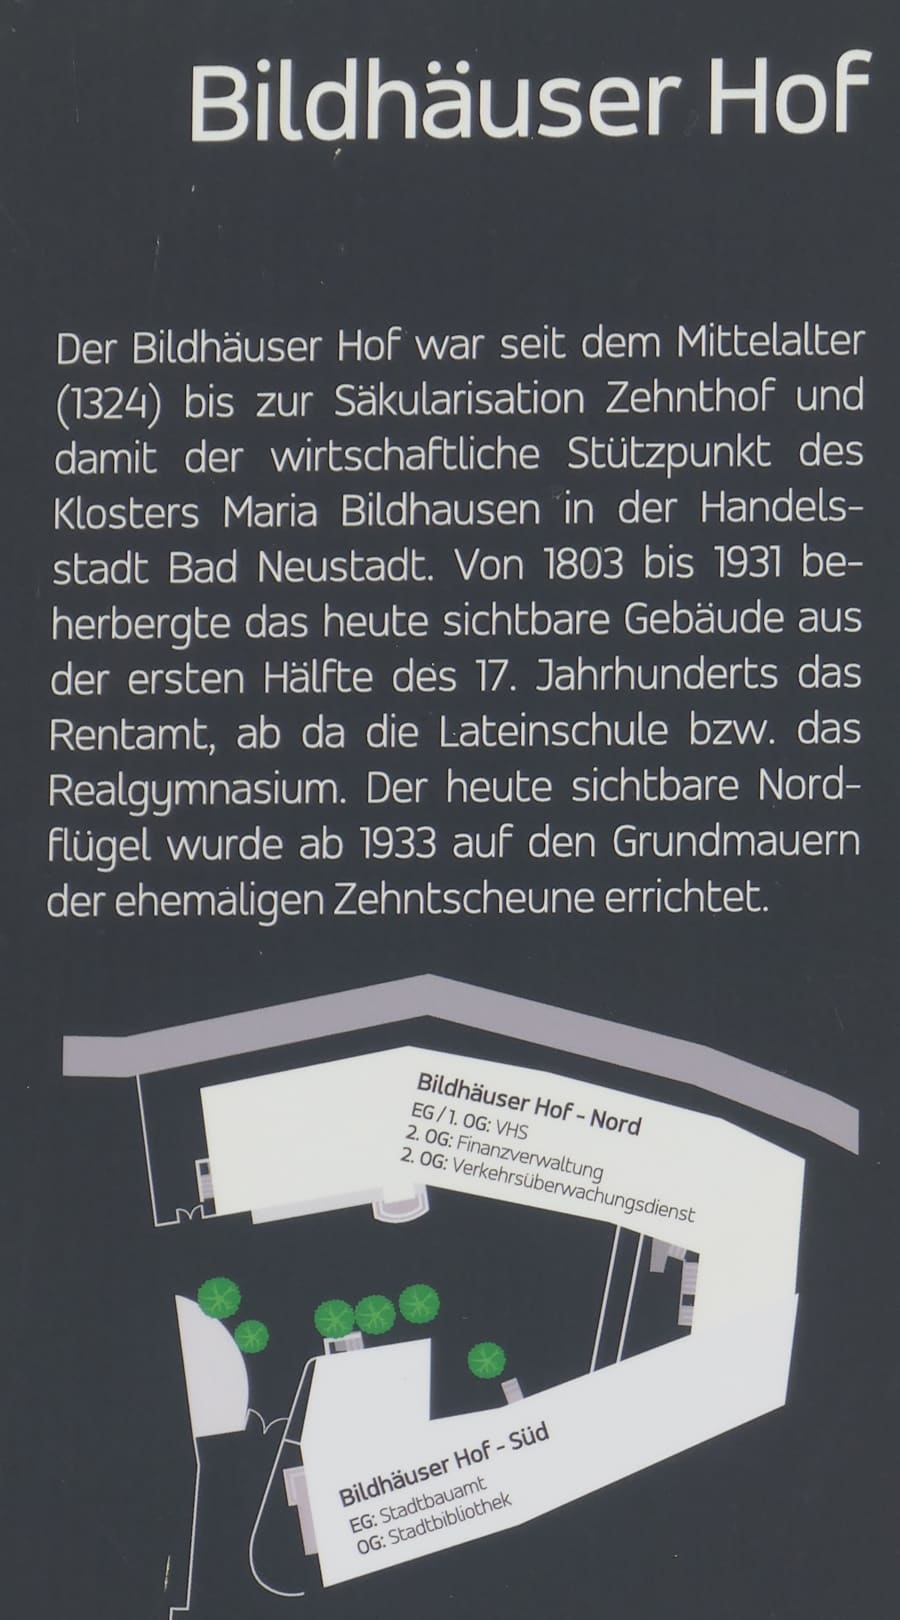 Bildhäuser Hof
Der Bildhäuser Hof war seit dem Mittelalter
(1324) bis zur Säkularisation Zehnthof und
damit der wirtschaftliche Stützpunkt des
Klosters Maria Bildhausen in der Handels-
stadt Bad Neustadt. Von 1803 bis 1931 be-
herbergte das heute sichtbare Gebäude aus
der ersten Hälfte des 17. Jahrhunderts das
Rentamt, ab da die Lateinschule bzw. das
Realgymnasium. Der heute sichtbare Nord-
flügel wurde ab 1933 auf den Grundmauern
der ehemaligen Zehntscheune errichtet.
Bildhäuser Hof - Nord
EG / 1. OG: VHS
2. OG: Finanzverwaltung
2. OG: Verkehrsüberwachungsdienst
Bildhäuser Hof - Süd
EG: Stadtbauamt
OG: Stadtbibliothek